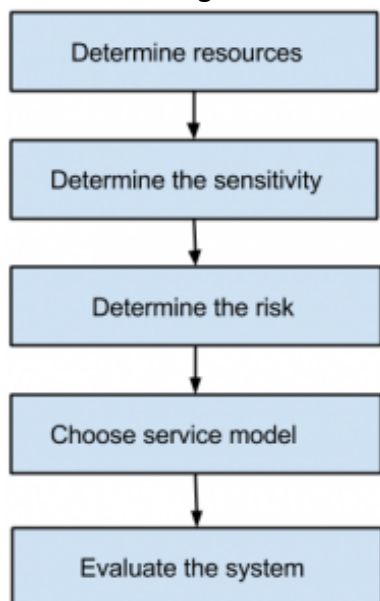 Determine resources
Determine the sensitivity
Determine the risk
Choose service model
Evaluate the system